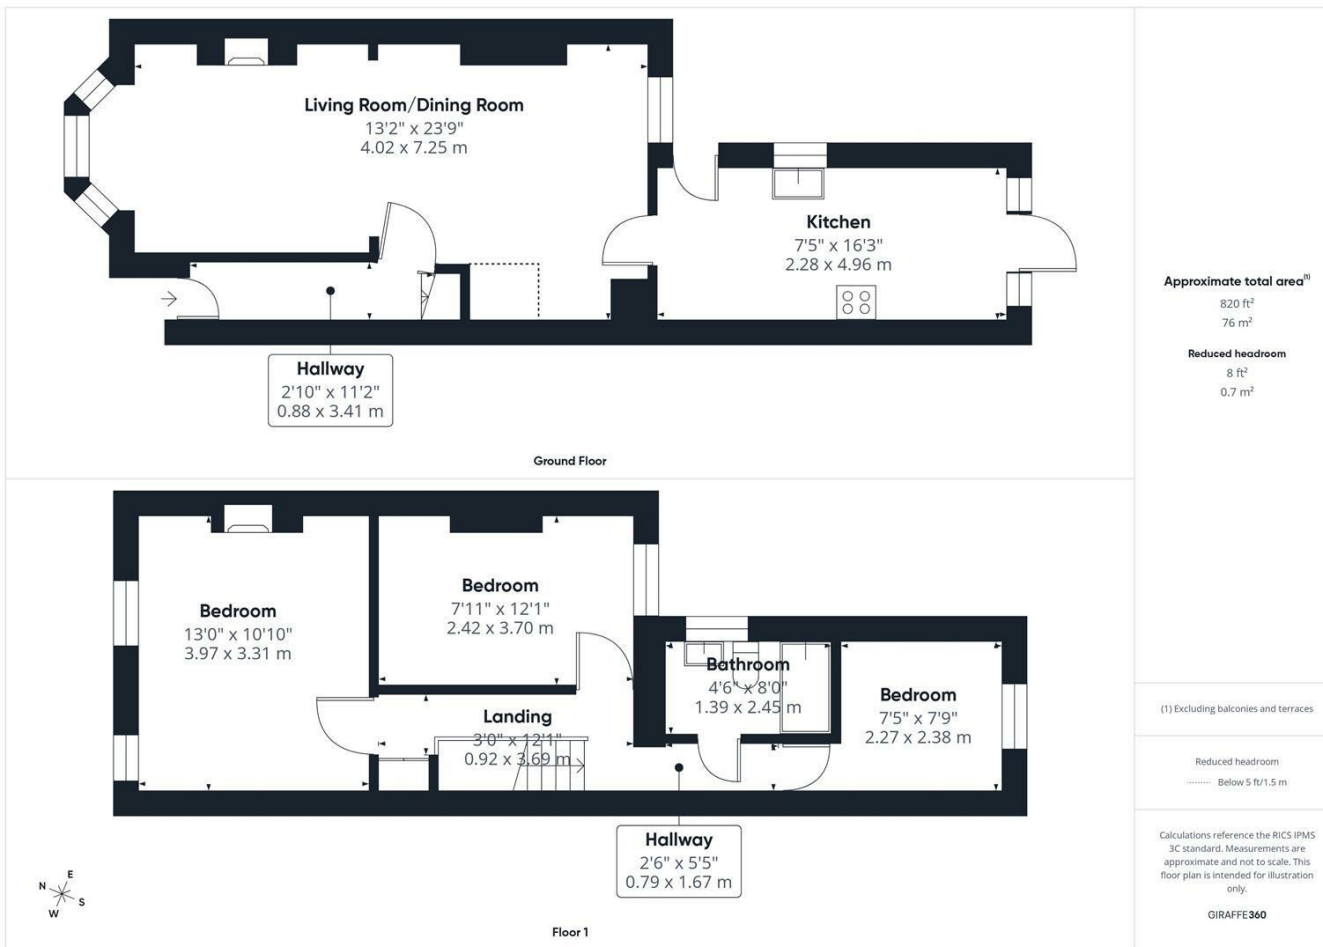 Living Room/Dining Room
13'2" x 23'9"
4.02 x 7.25 m
Kitchen
7'5" x 16'3"
2.28 x 4.96 m
Hallway
2'10" x 11'2"
0.88 x 3.41 m
Ground Floor
Bedroom
13'0" x 10'10"
3.97 x 3.31 m
Bedroom
7'11" x 12'1"
2.42 x 3.70 m
Landing
3'0" x 12'1"
0.92 x 3.69 m
Bathroom
4'6" x 8'0"
1.39 x 2.45 m
Bedroom
7'5" x 7'9"
2.27 x 2.38 m
Hallway
2'6" x 5'5"
0.79 x 1.67 m
N
E
S
W
Floor 1
Approximate total area(1)
820 ft²
76 m²
Reduced headroom
8 ft²
0.7 m²
(1) Excluding balconies and terraces
Reduced headroom
Below 5 ft/1.5 m
Calculations reference the RICS IPMS
3C standard. Measurements are
approximate and not to scale. This
floor plan is intended for illustration
only.
GIRAFFE360